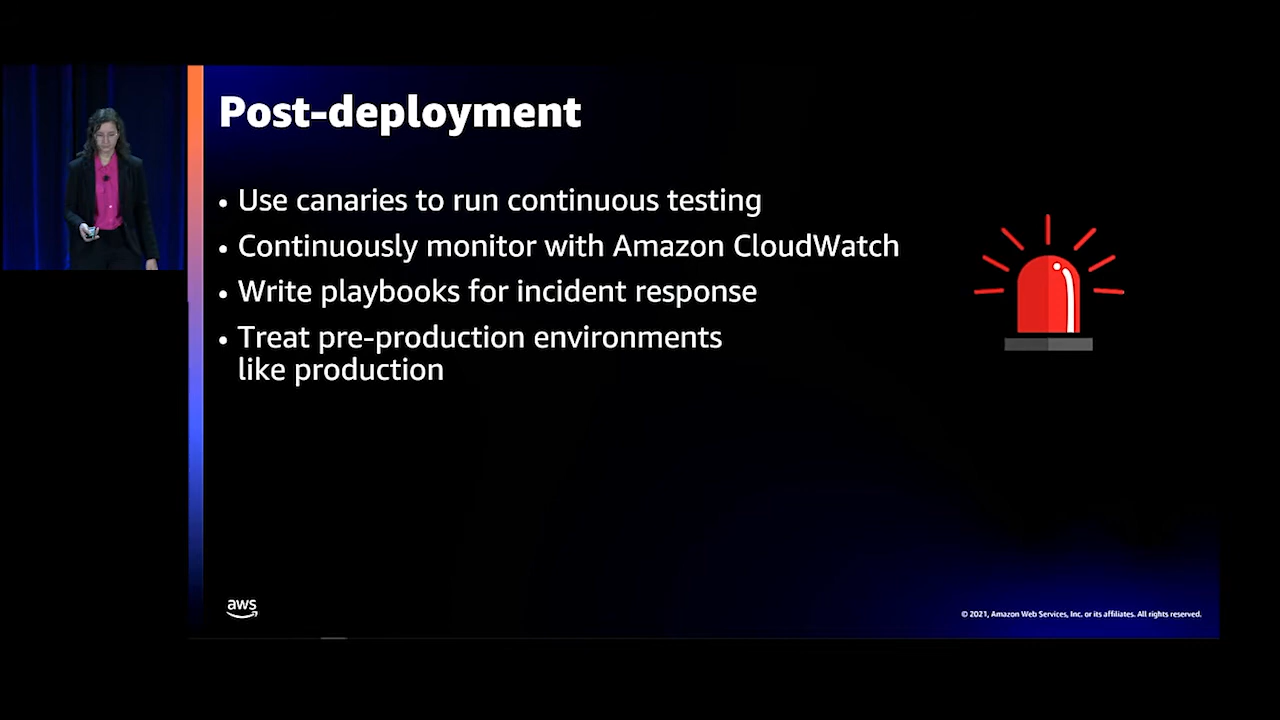 Post-deployment
• Use canaries to run continuous testing
• Continuously monitor with Amazon CloudWatch
• Write playbooks for incident response
• Treat pre-production environments
like production
aws
© 2021, Amazon Web Services, Inc. or its affiliates. All rights reserved.